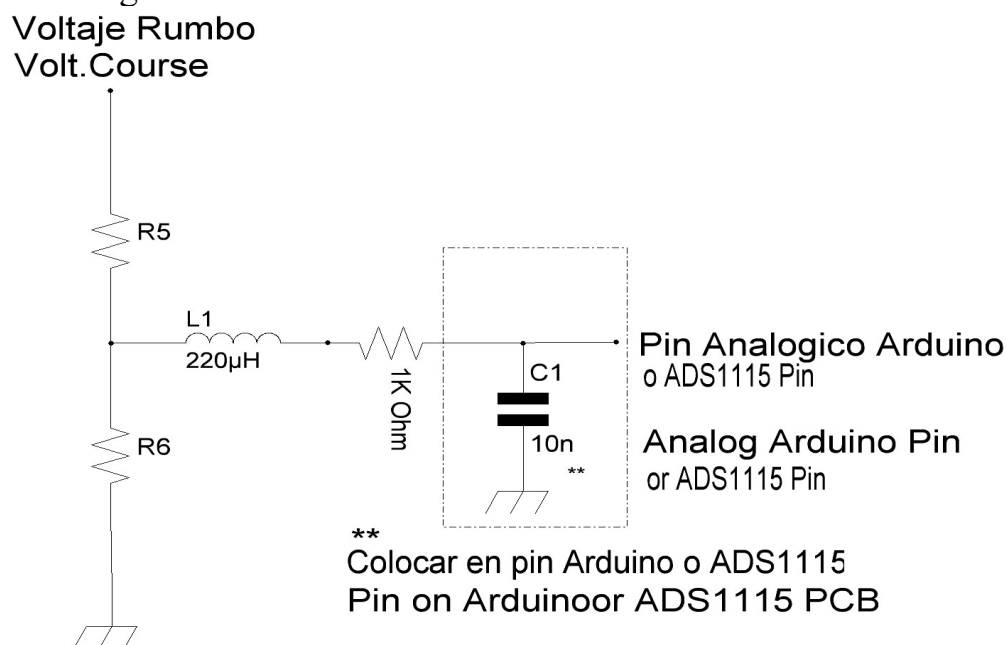 Voltaje Rumbo
Volt.Course
R5
L1
220µH
1K Ohm
R6
C1
10n
**
Pin Analogico Arduino
o ADS1115 Pin
Analog Arduino Pin
or ADS1115 Pin
**
Colocar en pin Arduino o ADS1115
Pin on Arduinoor ADS1115 PCB